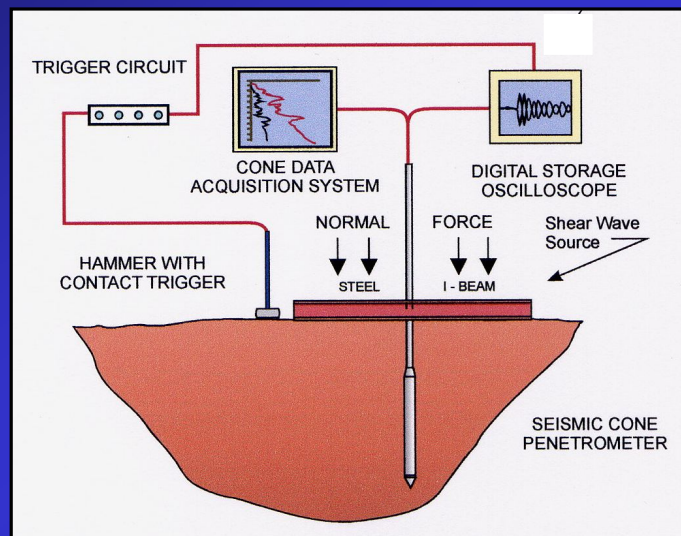 TRIGGER CIRCUIT
CONE DATA
ACQUISITION SYSTEM
DIGITAL STORAGE
OSCILLOSCOPE
NORMAL FORCE
Shear Wave
Source
HAMMER WITH
CONTACT TRIGGER
STEEL I - BEAM
SEISMIC CONE
PENETROMETER